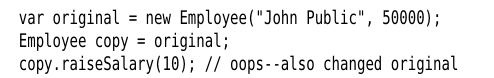 var original = new Employee("John Public", 50000);
Employee copy = original;
copy.raiseSalary(10); // oops--also changed original